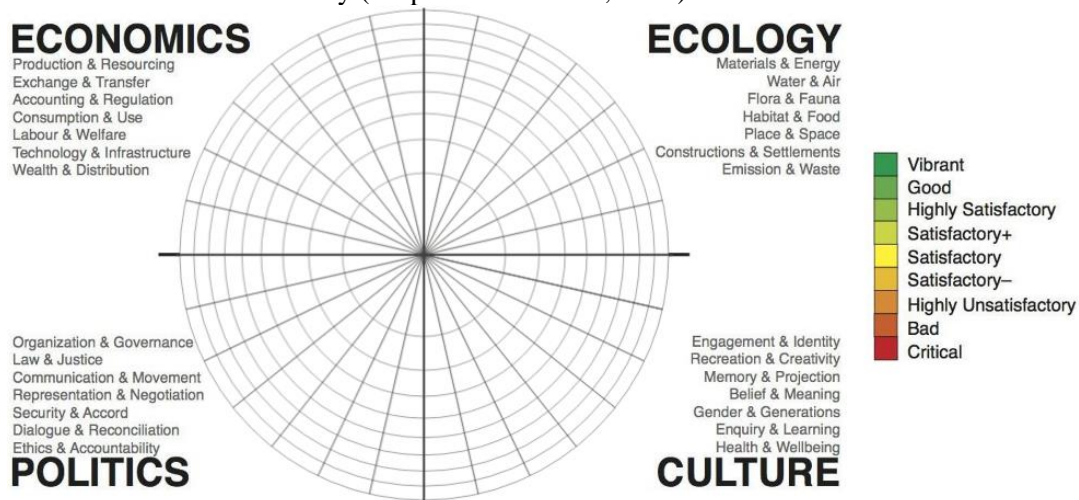 ECONOMICS
Production & Resourcing
Exchange & Transfer
Accounting & Regulation
Consumption & Use
Labour & Welfare
Technology & Infrastructure
Wealth & Distribution
ECOLOGY
Materials & Energy
Water & Air
Flora & Fauna
Habitat & Food
Place & Space
Constructions & Settlements
Emission & Waste
Vibrant
Good
Highly Satisfactory
Satisfactory+
Satisfactory
Satisfactory–
Highly Unsatisfactory
Bad
Critical
Organization & Governance
Law & Justice
Communication & Movement
Representation & Negotiation
Security & Accord
Dialogue & Reconciliation
Ethics & Accountability
POLITICS
Engagement & Identity
Recreation & Creativity
Memory & Projection
Belief & Meaning
Gender & Generations
Enquiry & Learning
Health & Wellbeing
CULTURE